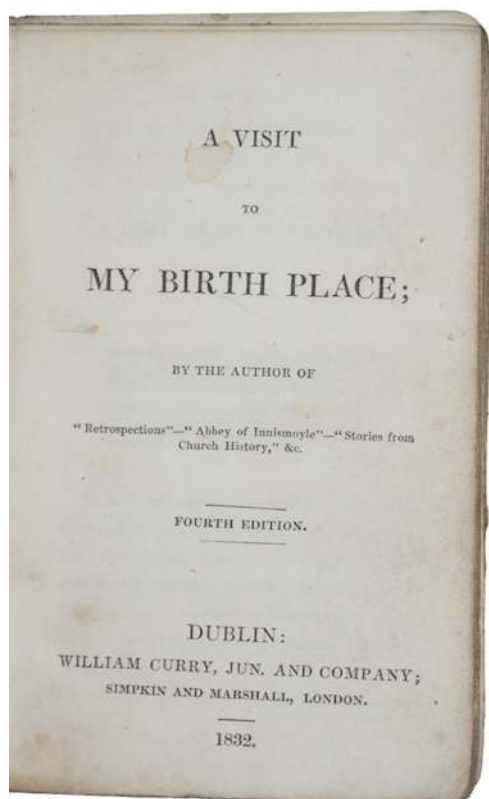 A VISIT
TO
MY BIRTH PLACE;
BY THE AUTHOR OF
“Retrospections”—“ Abbey of Innismoyle”—“ Stories from
Church History,” &c.
FOURTH EDITION.
DUBLIN:
WILLIAM CURRY, JUN. AND COMPANY;
SIMPKIN AND MARSHALL, LONDON.
1832.